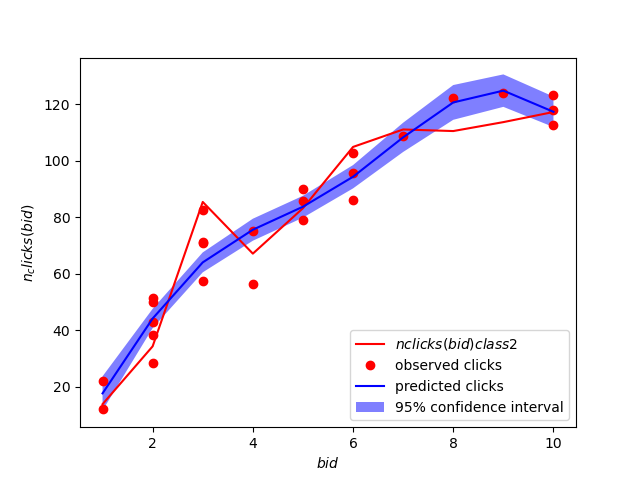 120
100
80
60
40
20
n_clicks(bid)
nclicks(bid)class2
observed clicks
predicted clicks
95% confidence interval
2 4 6 8 10
bid